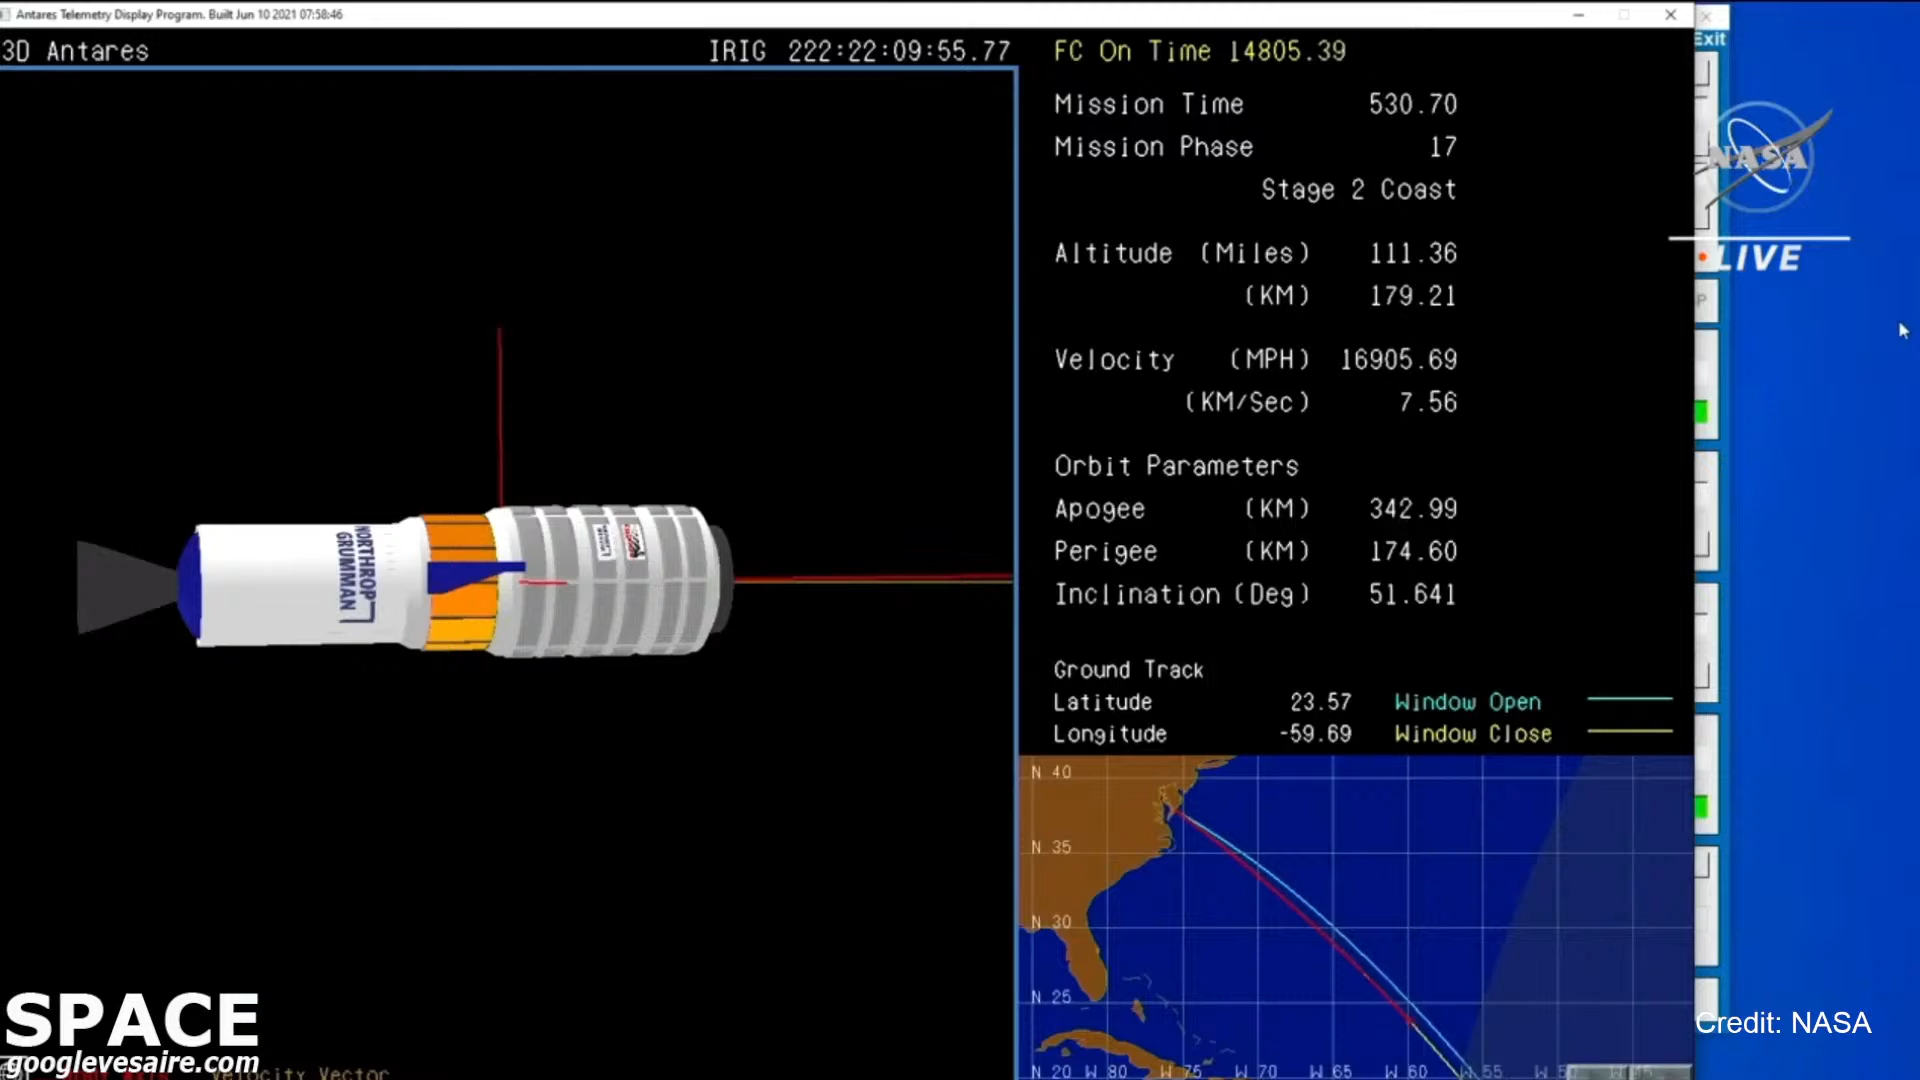 Antares Telemetry Display Program. Built Jun 10 2021 07:58:46
Exit
3D Antares IRIG 222:22:09:55.77 FC On Time 14805.39
Mission Time 530.70
Mission Phase 17
Stage 2 Coast
NASA
LIVE
Altitude (Miles) 111.36
(KM) 179.21
P
Velocity (MPH) 16905.69
(KM/Sec) 7.56
Orbit Parameters
Apogee (KM) 342.99
Perigee (KM) 174.60
Inclination (Deg) 51.641
NORTHROP
GRUMMAN
Ground Track
Latitude 23.57 Window Open
Longitude -59.69 Window Close
N 40
N 35
N 30
N 25
N 20 W 80 W 75 W 70 W 65 W 60 W 55 W 50 W 45
SPACE
googlevesaire.com
Velocity Vector
Credit: NASA